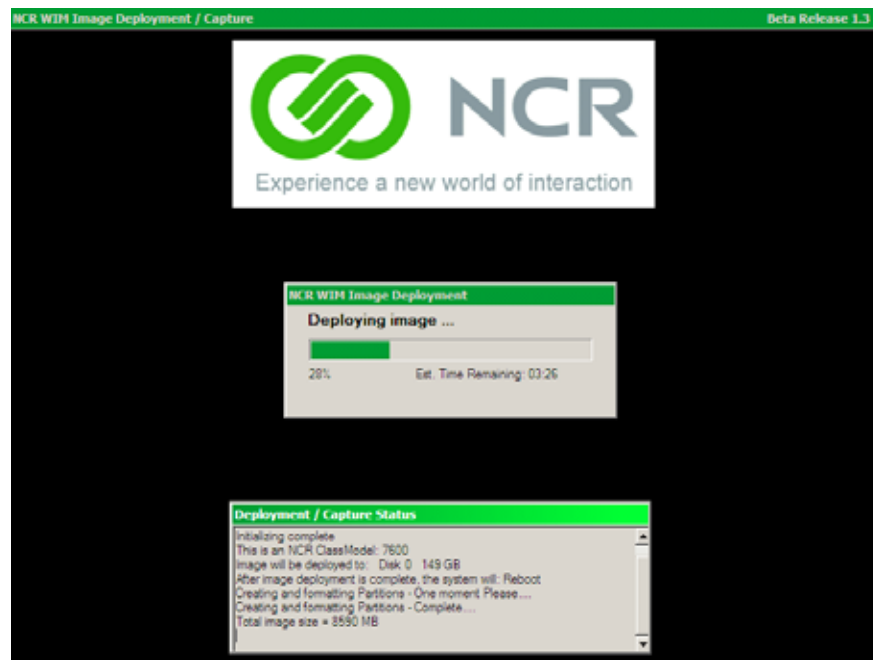 NCR WIM Image Deployment / Capture
Beta Release 1.3
NCR
Experience a new world of interaction
NCR WIM Image Deployment
Deploying image ...
28%
Est. Time Remaining: 03:26
Deployment / Capture Status
Initializing complete
This is an NCR ClassModel: 7600
Image will be deployed to: Disk 0 149 GB
After image deployment is complete, the system will: Reboot
Creating and formatting Partitions - One moment Please....
Creating and formatting Partitions - Complete....
Total image size = 8590 MB